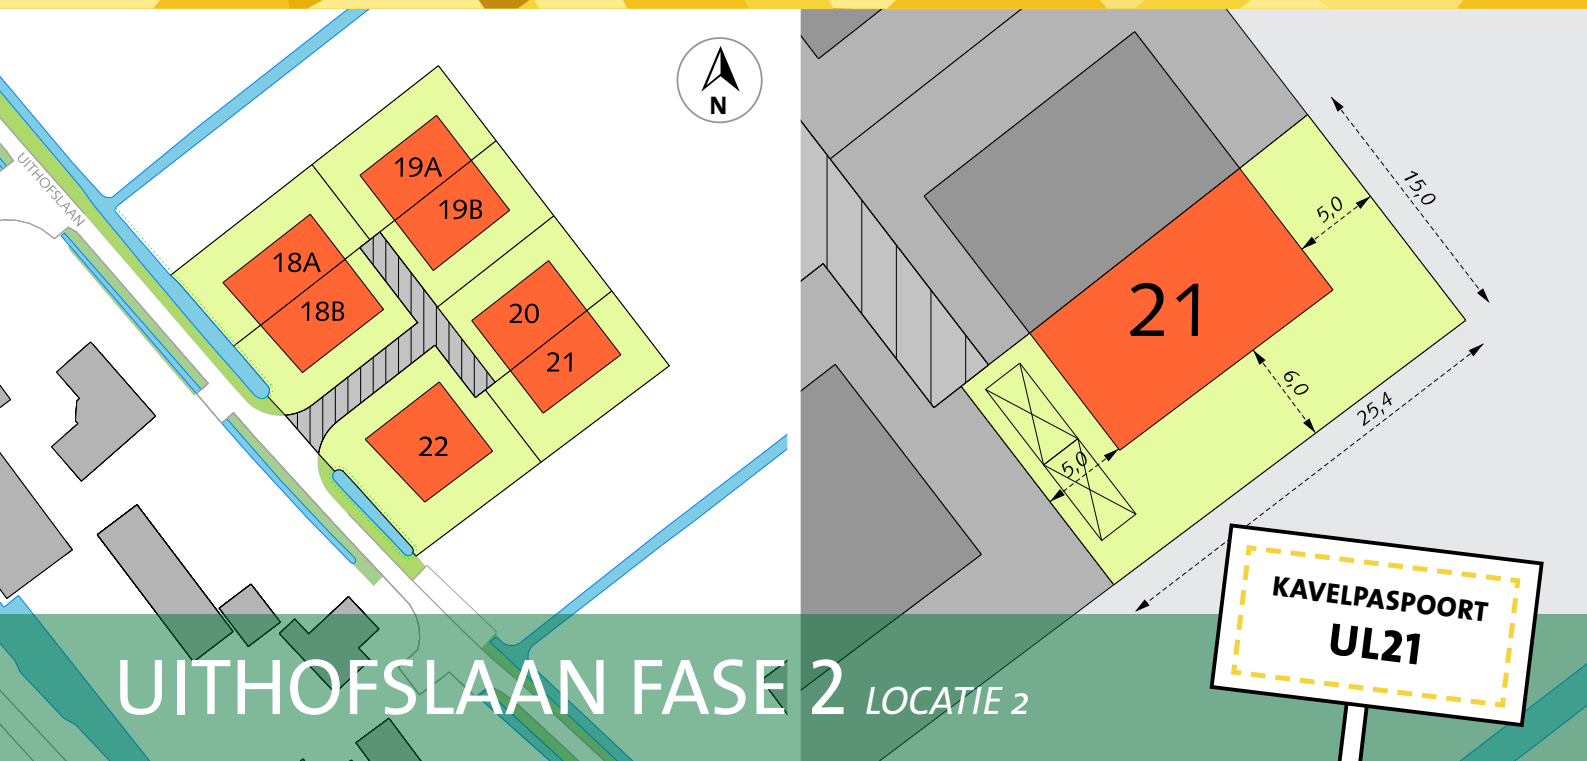 N
UITHOFSLAAN
19A
19B
18A
18B
20
21
22
15,0
5,0
21
6,0
25,4
5,0
KAVELPASPOORT
UL21
UITHOFSLAAN FASE 2 LOCATIE 2